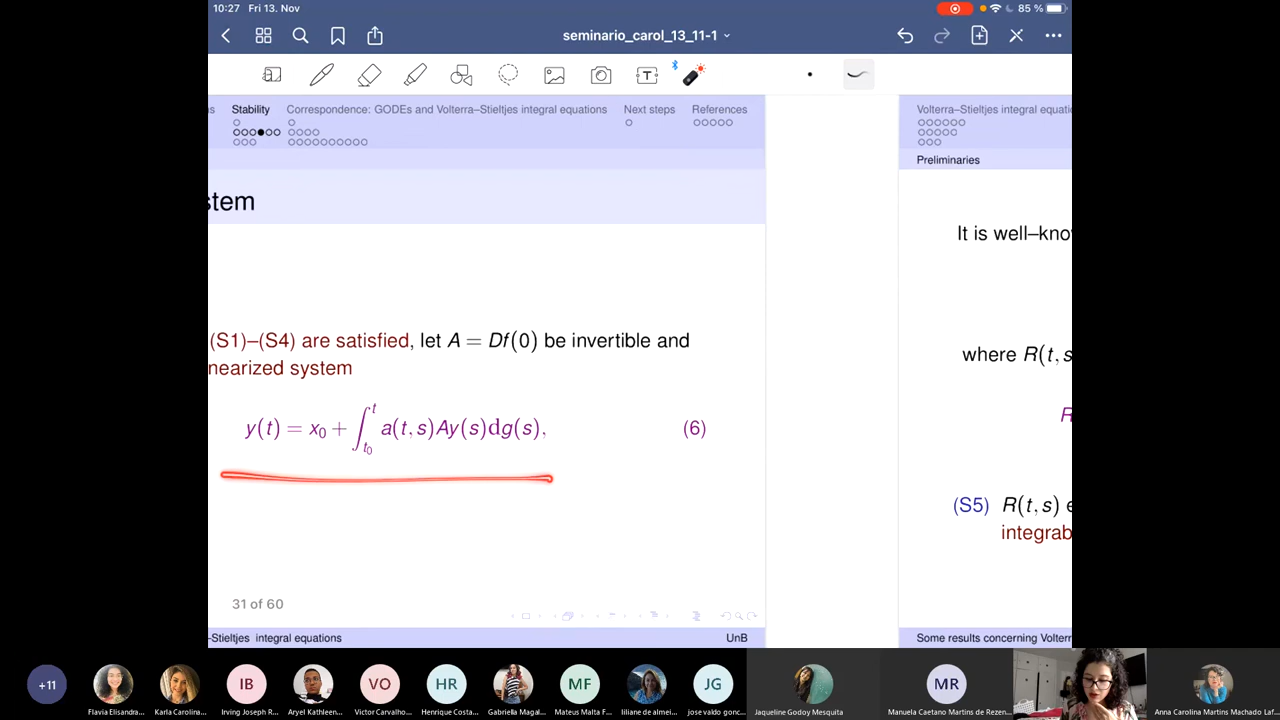 10:27 Fri 13. Nov
85 %
seminario_carol_13_11-1
Stability
Correspondence: GODEs and Volterra–Stieltjes integral equations
Next steps
References
stem
(S1)–(S4) are satisfied, let A = Df(0) be invertible and
nearized system
y(t) = x₀ + ∫ₜ₀ᵗ a(t, s)Ay(s)dg(s), (6)
31 of 60
–Stieltjes integral equations
UnB
Volterra–Stieltjes integral equati
Preliminaries
It is well–kno
where R(t, s
R
(S5) R(t, s) e
integrab
Some results concerning Volterr
+11
Flavia Elisandra...
Karla Carolina...
IB
Irving Joseph R...
Aryel Kathleen...
VO
Victor Carvalho...
HR
Henrique Costa...
Gabriella Magal...
MF
Mateus Malta F...
liliane de almei...
JG
jose valdo gonc...
Jaqueline Godoy Mesquita
MR
Manuela Caetano Martins de Rezen...
Anna Carolina Martins Machado Laf...